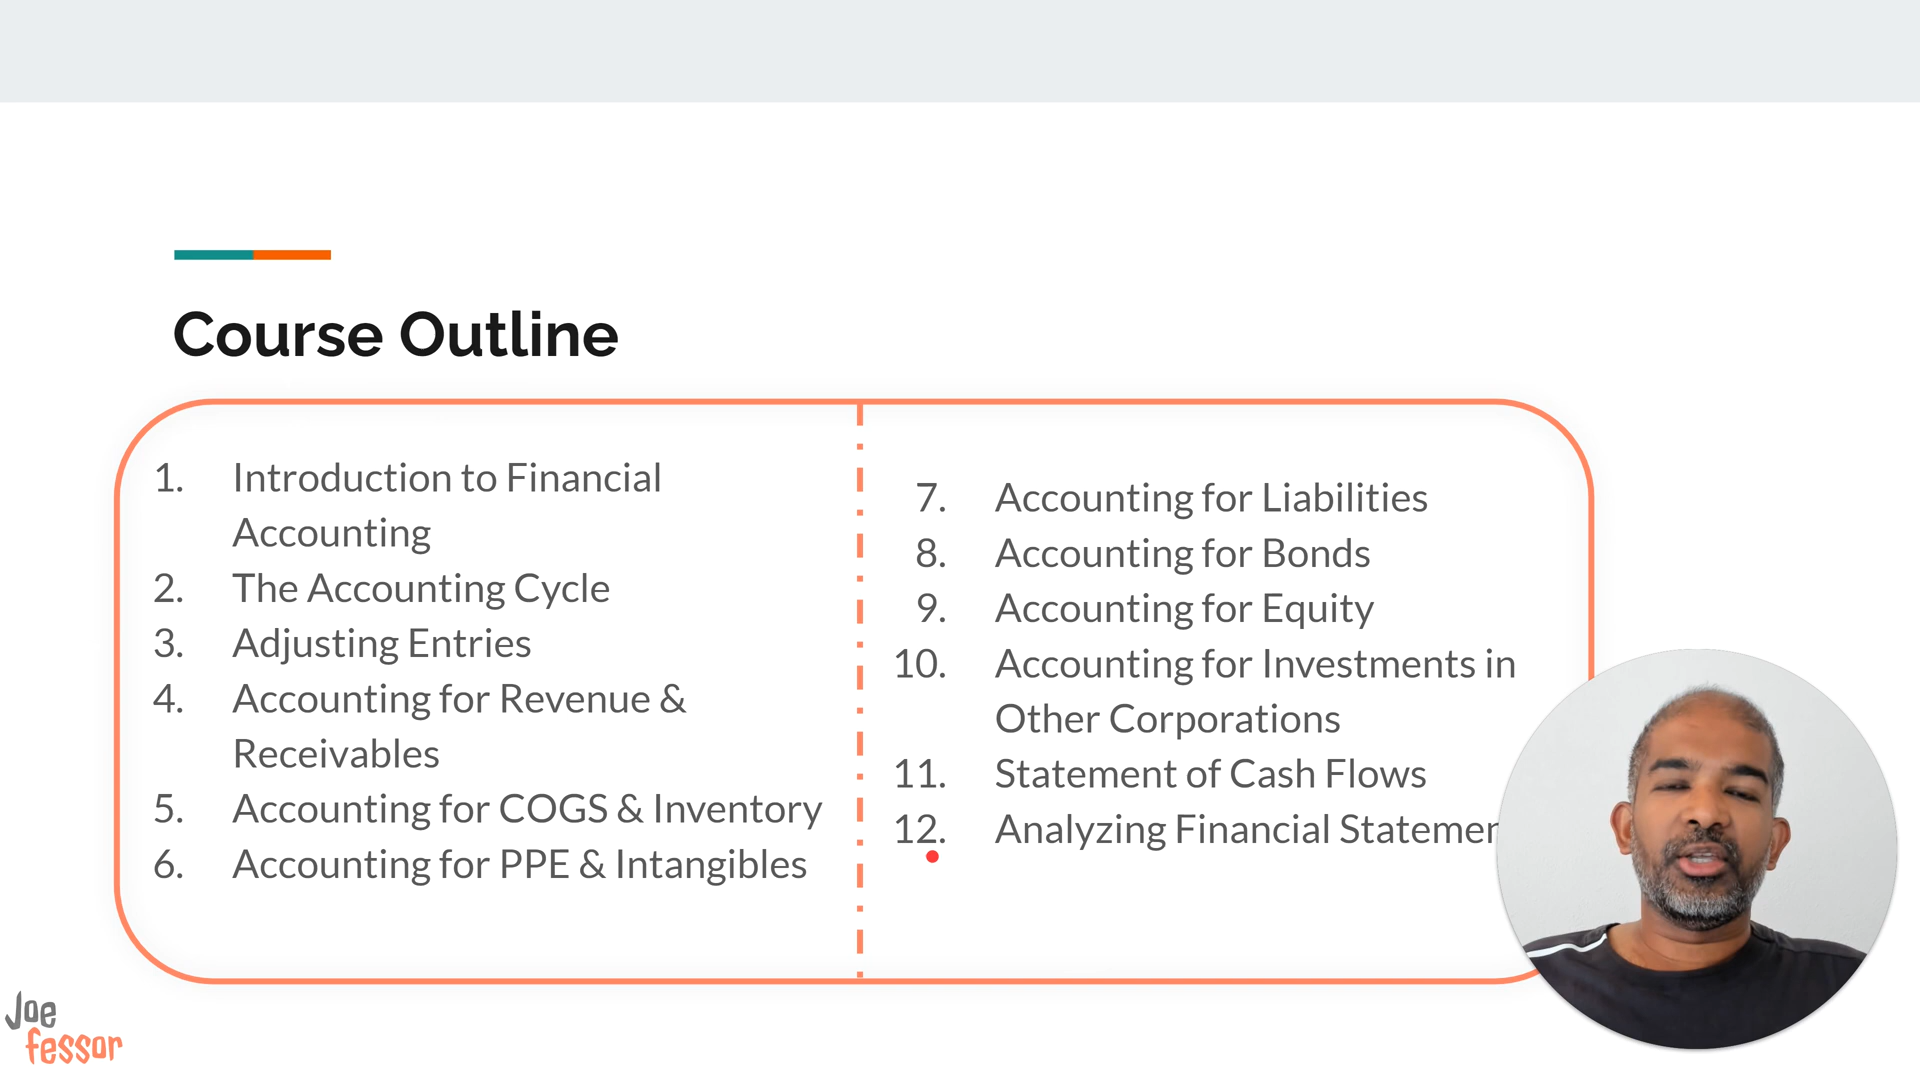 Course Outline
1. Introduction to Financial
Accounting
2. The Accounting Cycle
3. Adjusting Entries
4. Accounting for Revenue &
Receivables
5. Accounting for COGS & Inventory
6. Accounting for PPE & Intangibles
7. Accounting for Liabilities
8. Accounting for Bonds
9. Accounting for Equity
10. Accounting for Investments in
Other Corporations
11. Statement of Cash Flows
12. Analyzing Financial
Joe
fessor